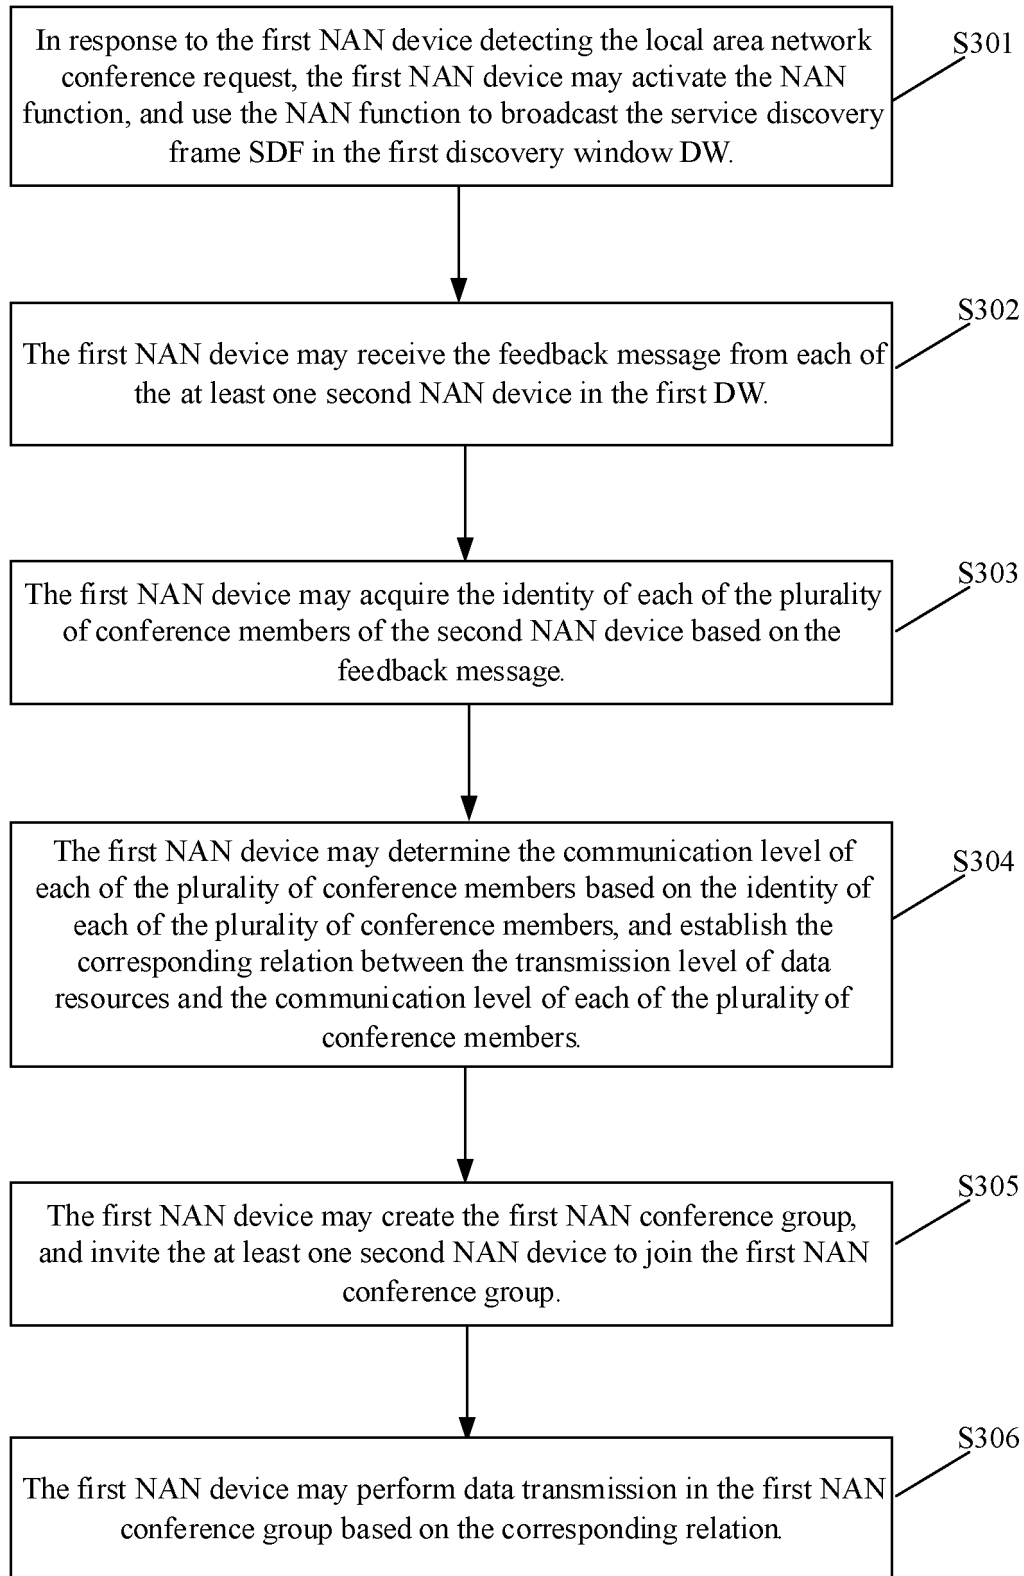 In response to the first NAN device detecting the local area network
conference request, the first NAN device may activate the NAN
function, and use the NAN function to broadcast the service discovery
frame SDF in the first discovery window DW.
S301
The first NAN device may receive the feedback message from each of
the at least one second NAN device in the first DW.
S302
The first NAN device may acquire the identity of each of the plurality
of conference members of the second NAN device based on the
feedback message.
S303
The first NAN device may determine the communication level of
each of the plurality of conference members based on the identity of
each of the plurality of conference members, and establish the
corresponding relation between the transmission level of data
resources and the communication level of each of the plurality of
conference members.
S304
The first NAN device may create the first NAN conference group,
and invite the at least one second NAN device to join the first NAN
conference group.
S305
The first NAN device may perform data transmission in the first NAN
conference group based on the corresponding relation.
S306